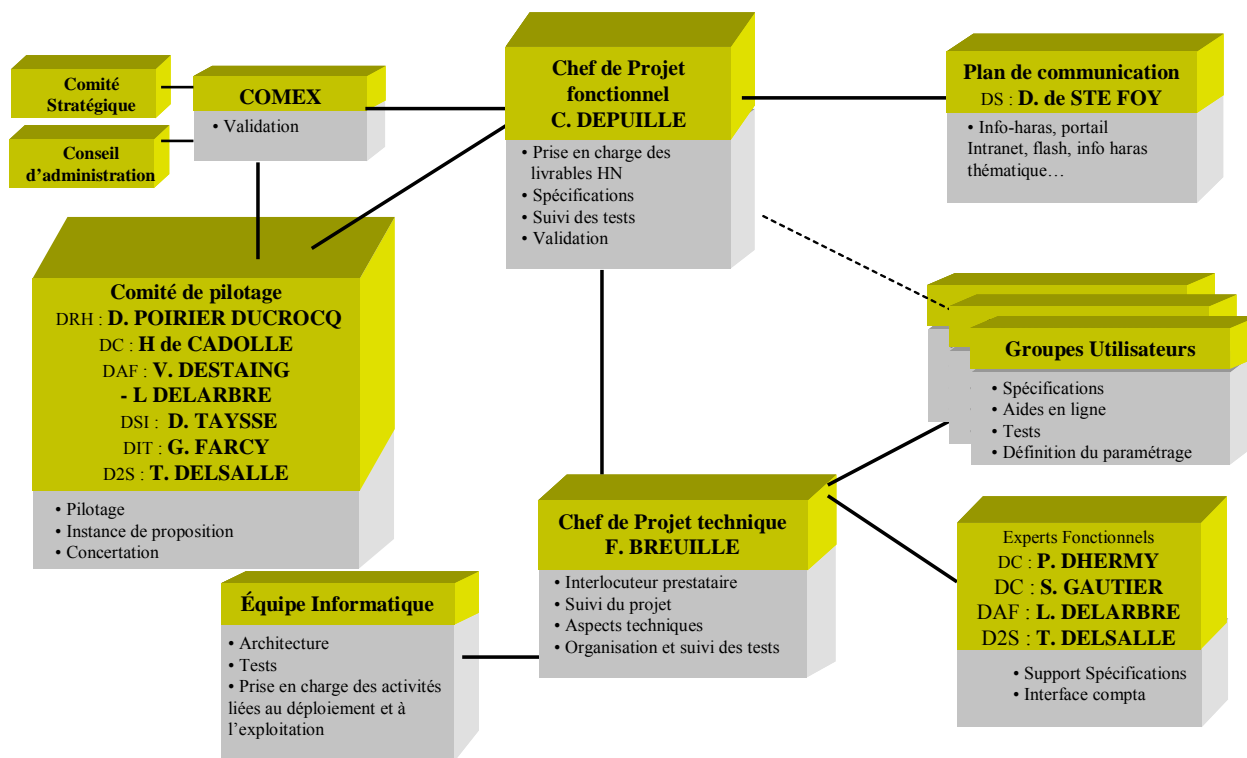 Comité
Stratégique
Conseil
d’administration
COMEX
• Validation
Chef de Projet
fonctionnel
C. DEPUILLE
• Prise en charge des
livrables HN
• Spécifications
• Suivi des tests
• Validation
Plan de communication
DS : D. de STE FOY
• Info-haras, portail
Intranet, flash, info haras
thématique…
Comité de pilotage
DRH : D. POIRIER DUCROCQ
DC : H de CADOLLE
DAF : V. DESTAING
- L DELARBRE
DSI : D. TAYSSE
DIT : G. FARCY
D2S : T. DELSALLE
• Pilotage
• Instance de proposition
• Concertation
Groupes Utilisateurs
• Spécifications
• Aides en ligne
• Tests
• Définition du paramétrage
Chef de Projet technique
F. BREUILLE
• Interlocuteur prestataire
• Suivi du projet
• Aspects techniques
• Organisation et suivi des tests
Experts Fonctionnels
DC : P. DHERMY
DC : S. GAUTIER
DAF : L. DELARBRE
D2S : T. DELSALLE
• Support Spécifications
• Interface compta
Équipe Informatique
• Architecture
• Tests
• Prise en charge des activités
liées au déploiement et à
l’exploitation